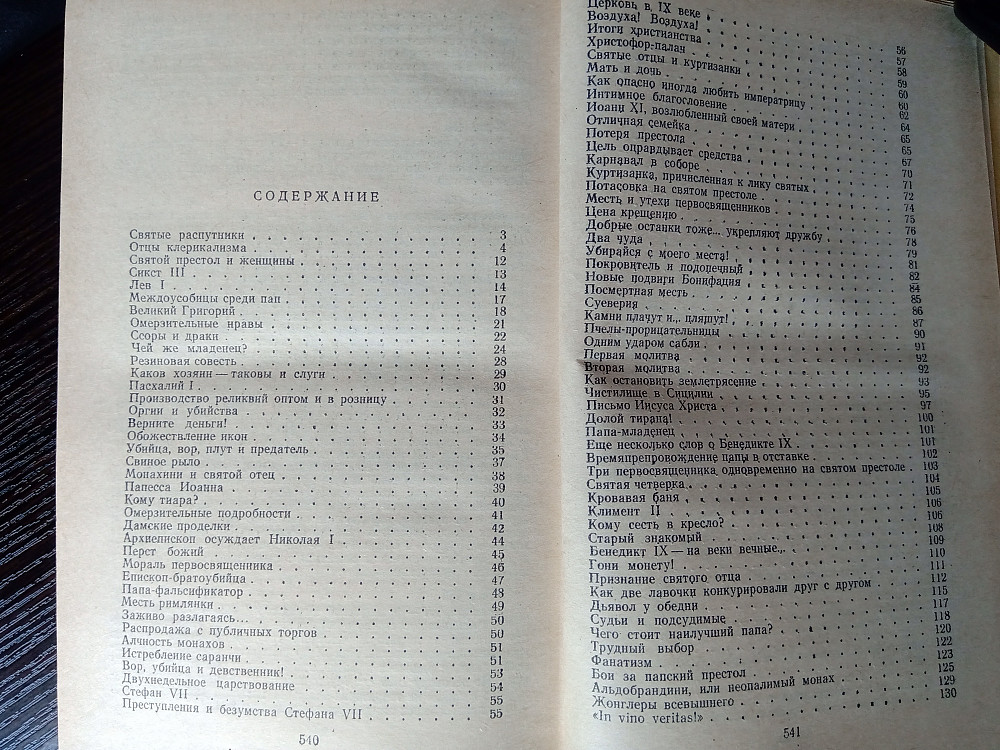 СОДЕРЖАНИЕ
Святые распутники . . . 3
Отцы клерикализма . . . 4
Святой престол и женщины . . . 12
Сикст III . . . 13
Лев I . . . 14
Междоусобицы среди пап . . . 17
Великий Григорий . . . 18
Омерзительные нравы . . . 21
Ссоры и драки . . . 22
Чей же младенец? . . . 24
Резиновая совесть . . . 28
Каков хозяин — таковы и слуги . . . 29
Пасхалий I . . . 30
Производство реликвий оптом и в розницу . . . 31
Оргии и убийства . . . 32
Верните деньги! . . . 33
Обожествление икон . . . 34
Убийца, вор, плут и предатель . . . 35
Свиное рыло . . . 37
Монахини и святой отец . . . 38
Папесса Иоанна . . . 39
Кому тиара? . . . 40
Омерзительные подробности . . . 41
Дамские проделки . . . 42
Архиепископ осуждает Николая I . . . 44
Перст божий . . . 45
Мораль первосвященника . . . 46
Епископ-братоубийца . . . 47
Папа-фальсификатор . . . 48
Месть римлянки . . . 49
Заживо разлагаясь... . . . 50
Распродажа с публичных торгов . . . 50
Алчность монахов . . . 51
Истребление саранчи . . . 51
Вор, убийца и девственник! . . . 53
Двухнедельное царствование . . . 54
Стефан VII . . . 55
Преступления и безумства Стефана VII . . . 55
540
Церковь в IX веке . . . 56
Воздуха! Воздуха! . . . 57
Итоги христианства . . . 58
Христофор-палач . . . 59
Святые отцы и куртизанки . . . 60
Мать и дочь . . . 60
Как опасно иногда любить императрицу . . . 62
Интимное благословение . . . 64
Иоанн XI, возлюбленный своей матери . . . 65
Отличная семейка . . . 65
Потеря престола . . . 67
Цель оправдывает средства . . . 70
Карнавал в соборе . . . 71
Куртизанка, причисленная к лику святых . . . 72
Потасовка на святом престоле . . . 74
Месть и утехи первосвященников . . . 75
Цена крещению . . . 76
Добрые останки тоже... укрепляют дружбу . . . 78
Два чуда . . . 79
Убирайся с моего места! . . . 81
Покровитель и подопечный . . . 82
Новые подвиги Бонифация . . . 84
Посмертная месть . . . 85
Суеверия . . . 86
Камни плачут и... пляшут! . . . 87
Пчелы-прорицательницы . . . 90
Одним ударом сабли . . . 91
Первая молитва . . . 92
Вторая молитва . . . 92
Как остановить землетрясение . . . 93
Чистилище в Сицилии . . . 95
Письмо Иисуса Христа . . . 97
Долой тирана! . . . 100
Папа-младенец . . . 101
Еще несколько слов о Бенедикте IX . . . 101
Времяпрепровождение папы в отставке . . . 102
Три первосвященника одновременно на святом престоле . 103
Святая четверка . . . 104
Кровавая баня . . . 105
Климент II . . . 106
Кому сесть в кресло? . . . 106
Старый знакомый . . . 108
Бенедикт IX — на веки вечные... . . . 109
Гони монету! . . . 110
Признание святого отца . . . 111
Как две лавочки конкурировали друг с другом . . . 112
Дьявол у обедни . . . 115
Судьи и подсудимые . . . 117
Чего стоит наилучший папа? . . . 118
Трудный выбор . . . 120
Фанатизм . . . 122
Бои за папский престол . . . 123
Альдобрандини, или неопалимый монах . . . 125
Жонглеры всевышнего . . . 129
«In vino veritas!» . . . 130
541